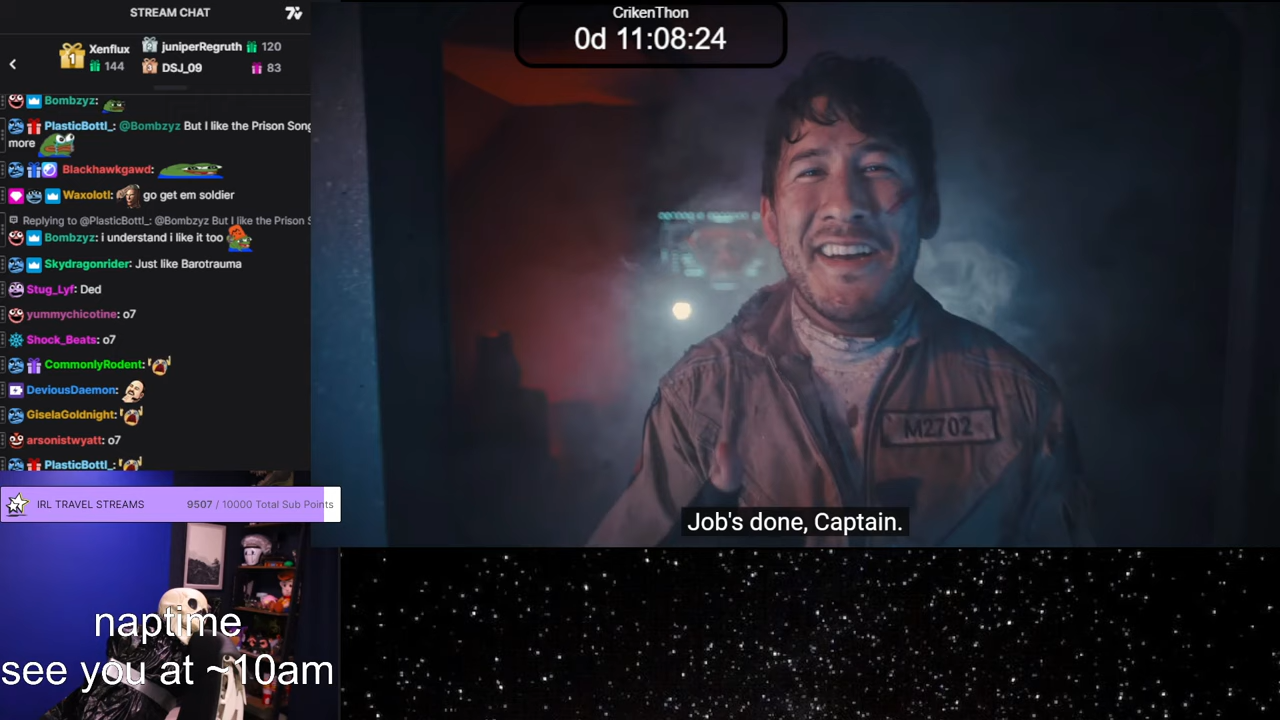 STREAM CHAT
Xenflux
144
juniperRegruth 120
DSJ_09 83
Bombzyz:
PlasticBottl_: @Bombzyz But I like the Prison Song
more
Blackhawkgawd:
Waxolotl: go get em soldier
Replying to @PlasticBottl_: @Bombzyz But I like the Prison S
Bombzyz: i understand i like it too
Skydragonrider: Just like Barotrauma
Stug_Lyf: Ded
yummychicotine: o7
Shock_Beats: o7
CommonlyRodent:
DeviousDaemon:
GiselaGoldnight:
arsonistwyatt: o7
PlasticBottl_:
IRL TRAVEL STREAMS 9507 / 10000 Total Sub Points
naptime
see you at ~10am
CrikenThon
0d 11:08:24
M2702
Job's done, Captain.